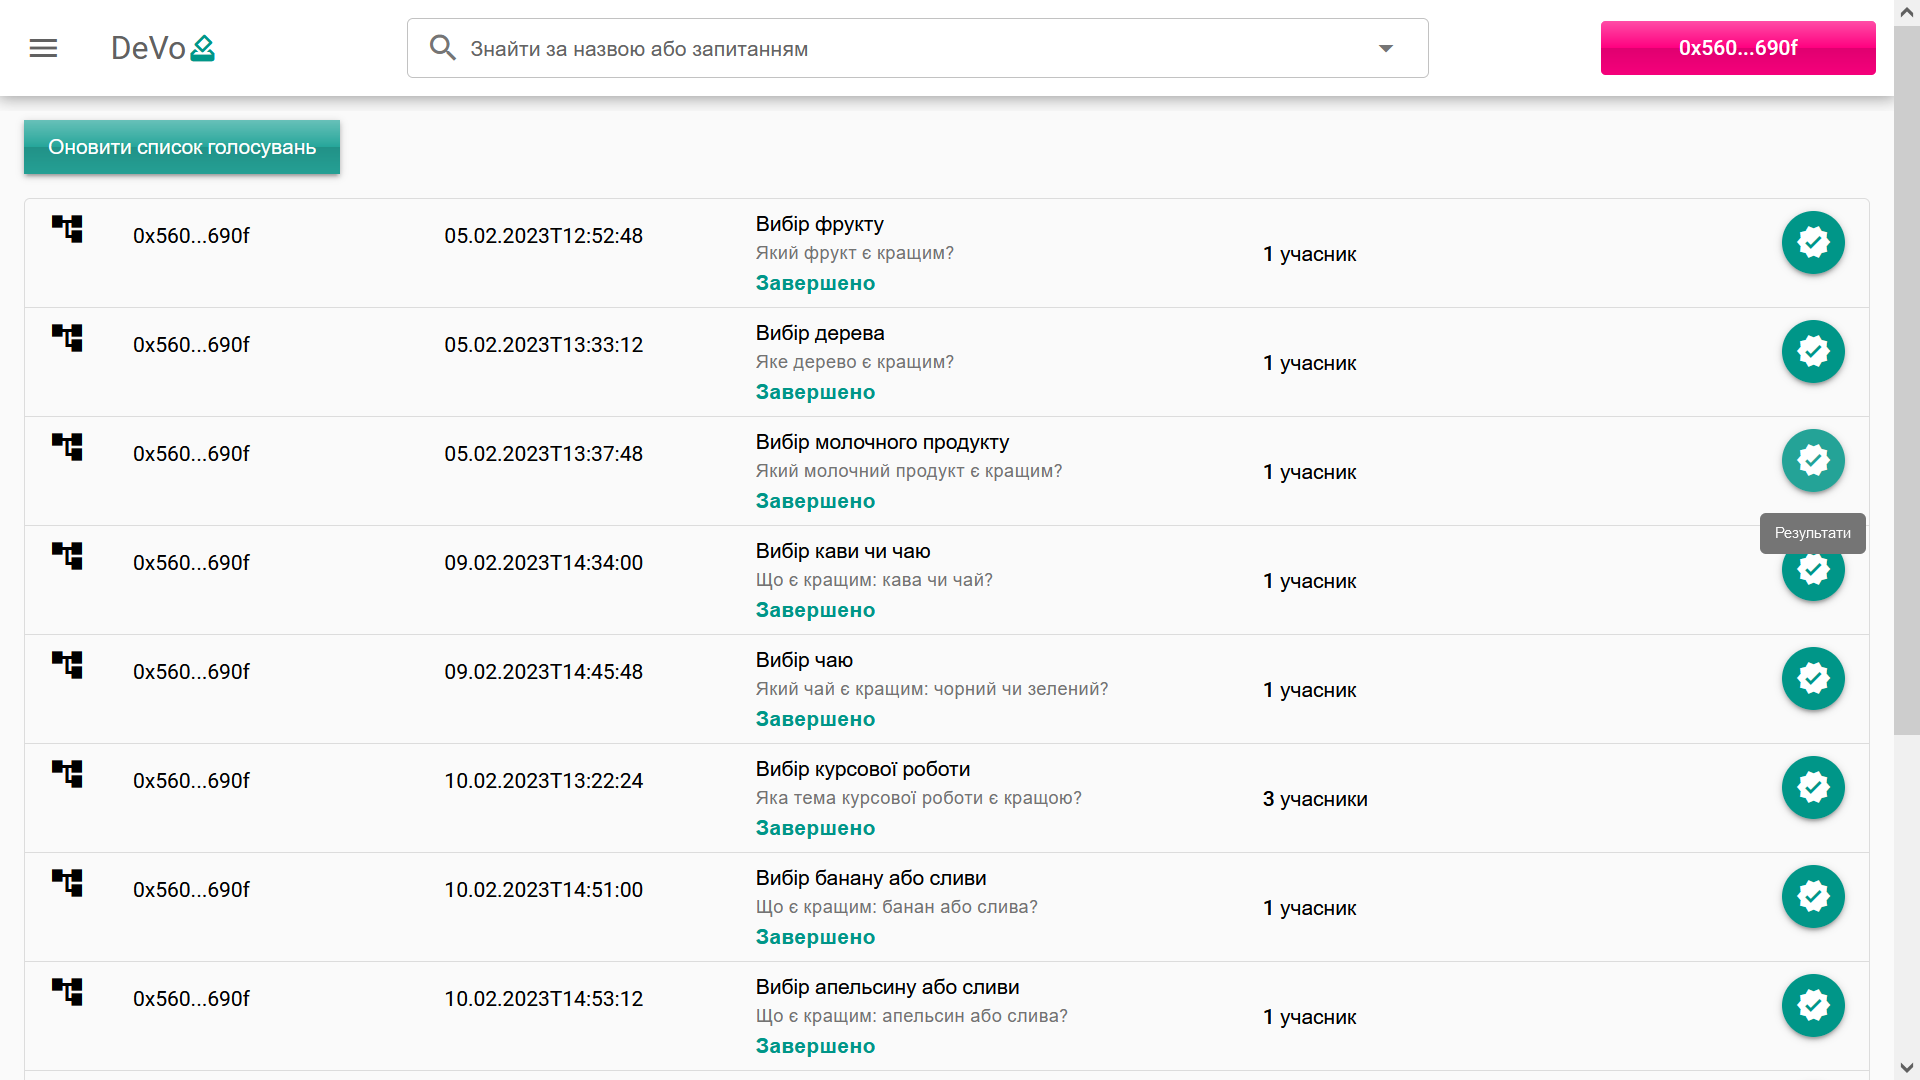 DeVo
Знайти за назвою або запитанням
0x560...690f
Оновити список голосувань
0x560...690f
05.02.2023T12:52:48
Вибір фрукту
Який фрукт є кращим?
Завершено
1 учасник
0x560...690f
05.02.2023T13:33:12
Вибір дерева
Яке дерево є кращим?
Завершено
1 учасник
0x560...690f
05.02.2023T13:37:48
Вибір молочного продукту
Який молочний продукт є кращим?
Завершено
1 учасник
Результати
0x560...690f
09.02.2023T14:34:00
Вибір кави чи чаю
Що є кращим: кава чи чай?
Завершено
1 учасник
0x560...690f
09.02.2023T14:45:48
Вибір чаю
Який чай є кращим: чорний чи зелений?
Завершено
1 учасник
0x560...690f
10.02.2023T13:22:24
Вибір курсової роботи
Яка тема курсової роботи є кращою?
Завершено
3 учасники
0x560...690f
10.02.2023T14:51:00
Вибір банану або сливи
Що є кращим: банан або слива?
Завершено
1 учасник
0x560...690f
10.02.2023T14:53:12
Вибір апельсину або сливи
Що є кращим: апельсин або слива?
Завершено
1 учасник